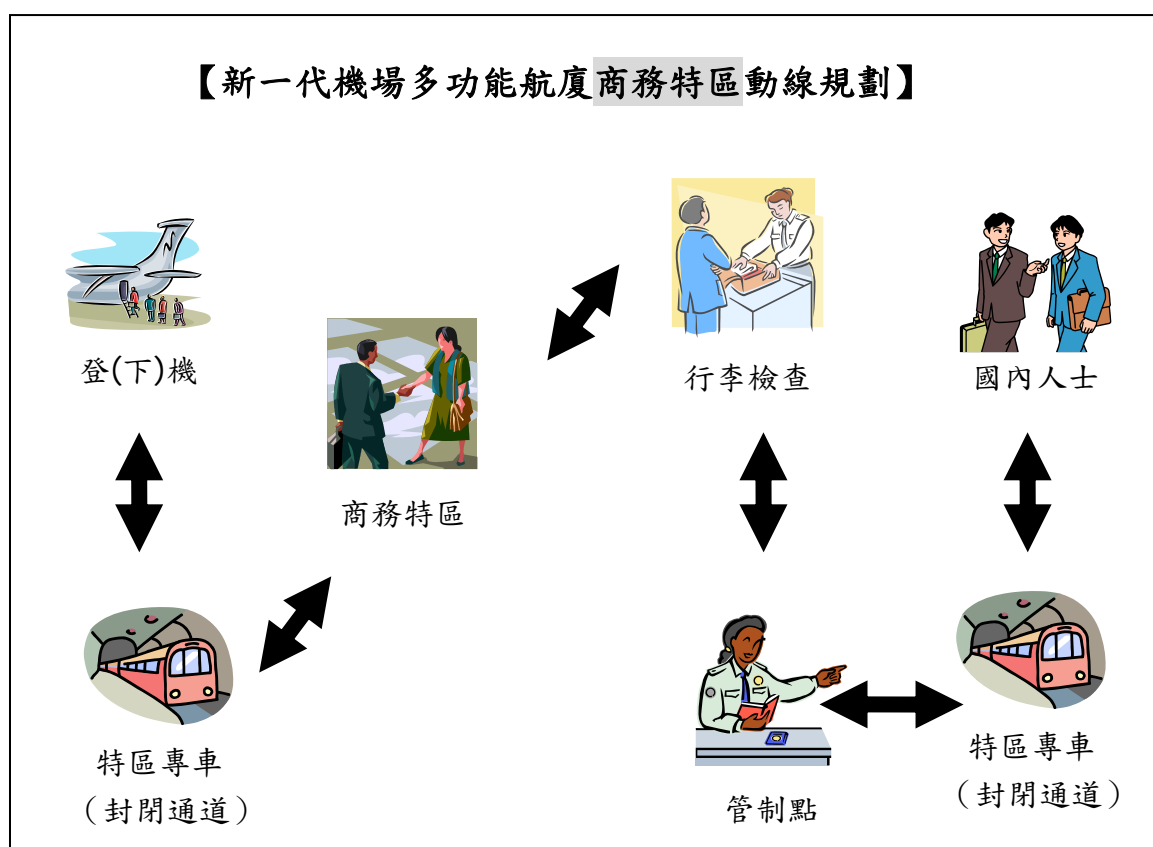 【新一代機場多功能航廈商務特區動線規劃】
登(下)機
行李檢查
國內人士
商務特區
特區專車
（封閉通道）
管制點
特區專車
（封閉通道）